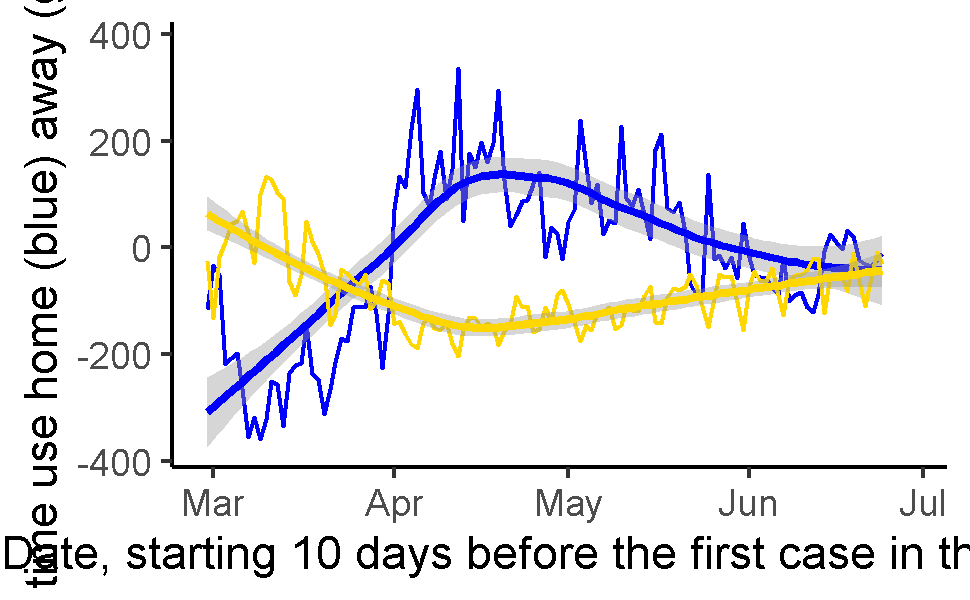 time use home (blue) away (
400
200
0
-200
-400
Mar Apr May Jun Jul
Date, starting 10 days before the first case in th